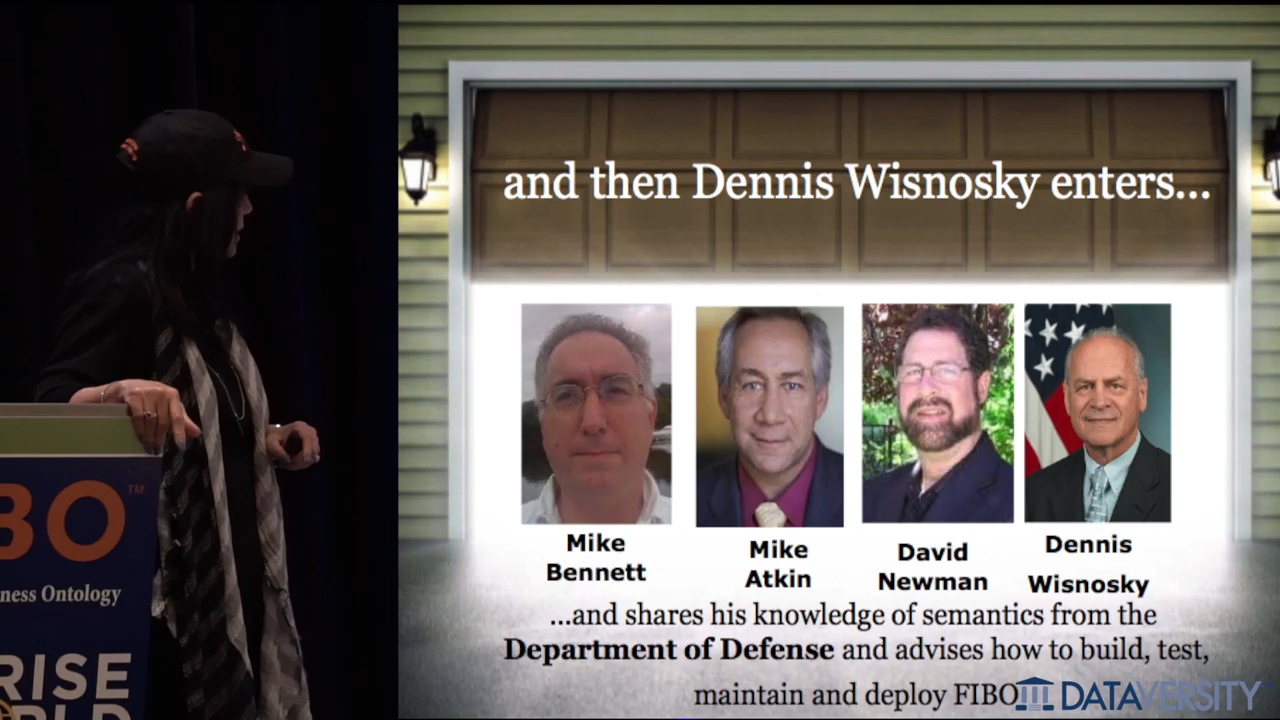 and then Dennis Wisnosky enters...
Mike
Bennett
Mike
Atkin
David
Newman
Dennis
Wisnosky
...and shares his knowledge of semantics from the
Department of Defense and advises how to build, test,
maintain and deploy FIBO
DATAVERSITY
BO™
ness Ontology
RISE